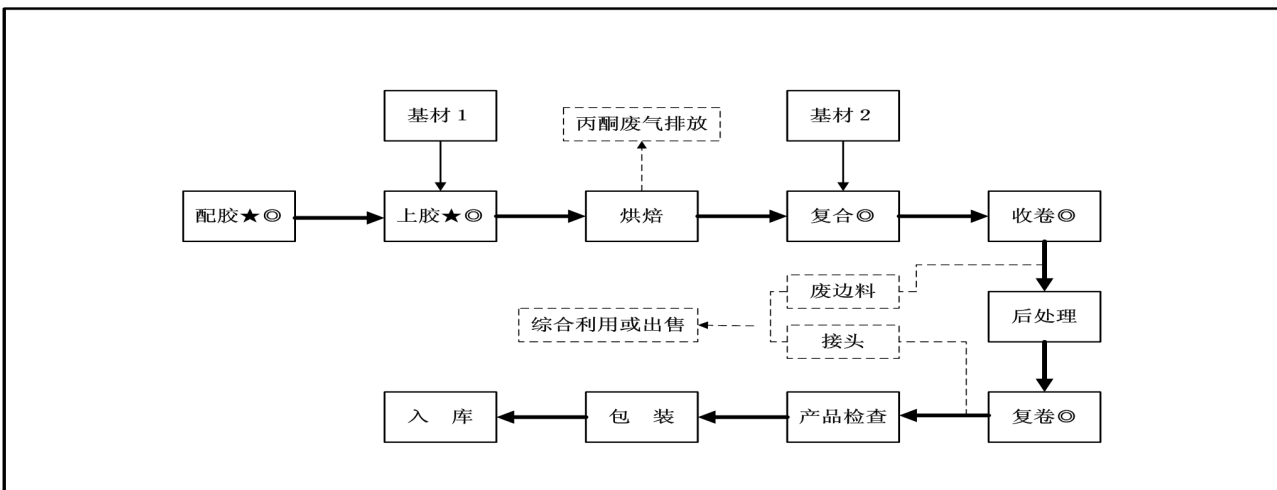 基材 1
丙酮废气排放
基材 2
配胶★◎
上胶★◎
烘焙
复合◎
收卷◎
废边料
综合利用或出售
接头
后处理
入　库
包　装
产品检查
复卷◎